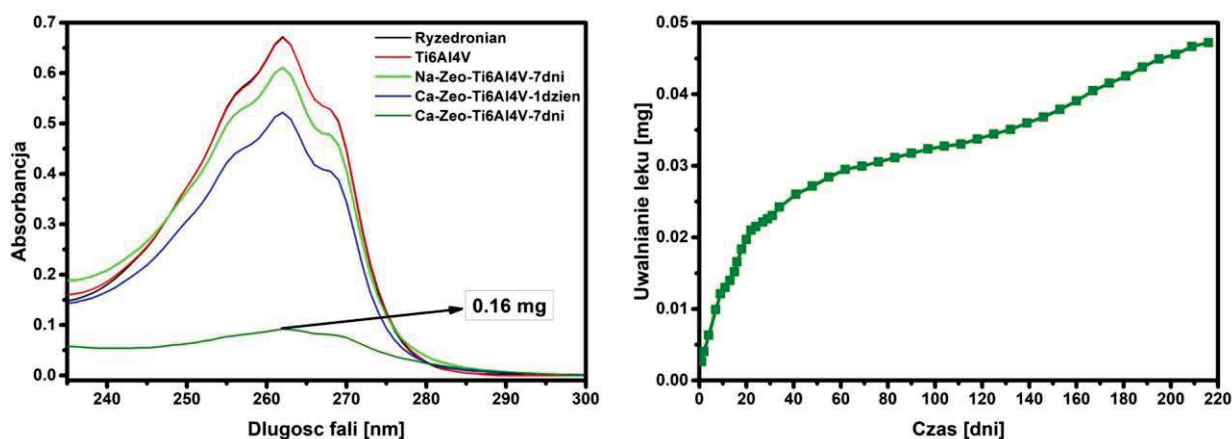 0.7
0.6
0.5
0.4
0.3
0.2
0.1
0.0
Absorbancja
240 250 260 270 280 290 300
Dlugosc fali [nm]
Ryzedronian
Ti6Al4V
Na-Zeo-Ti6Al4V-7dni
Ca-Zeo-Ti6Al4V-1dzien
Ca-Zeo-Ti6Al4V-7dni
0.16 mg
0.05
0.04
0.03
0.02
0.01
0.00
Uwalnianie leku [mg]
0 20 40 60 80 100 120 140 160 180 200 220
Czas [dni]